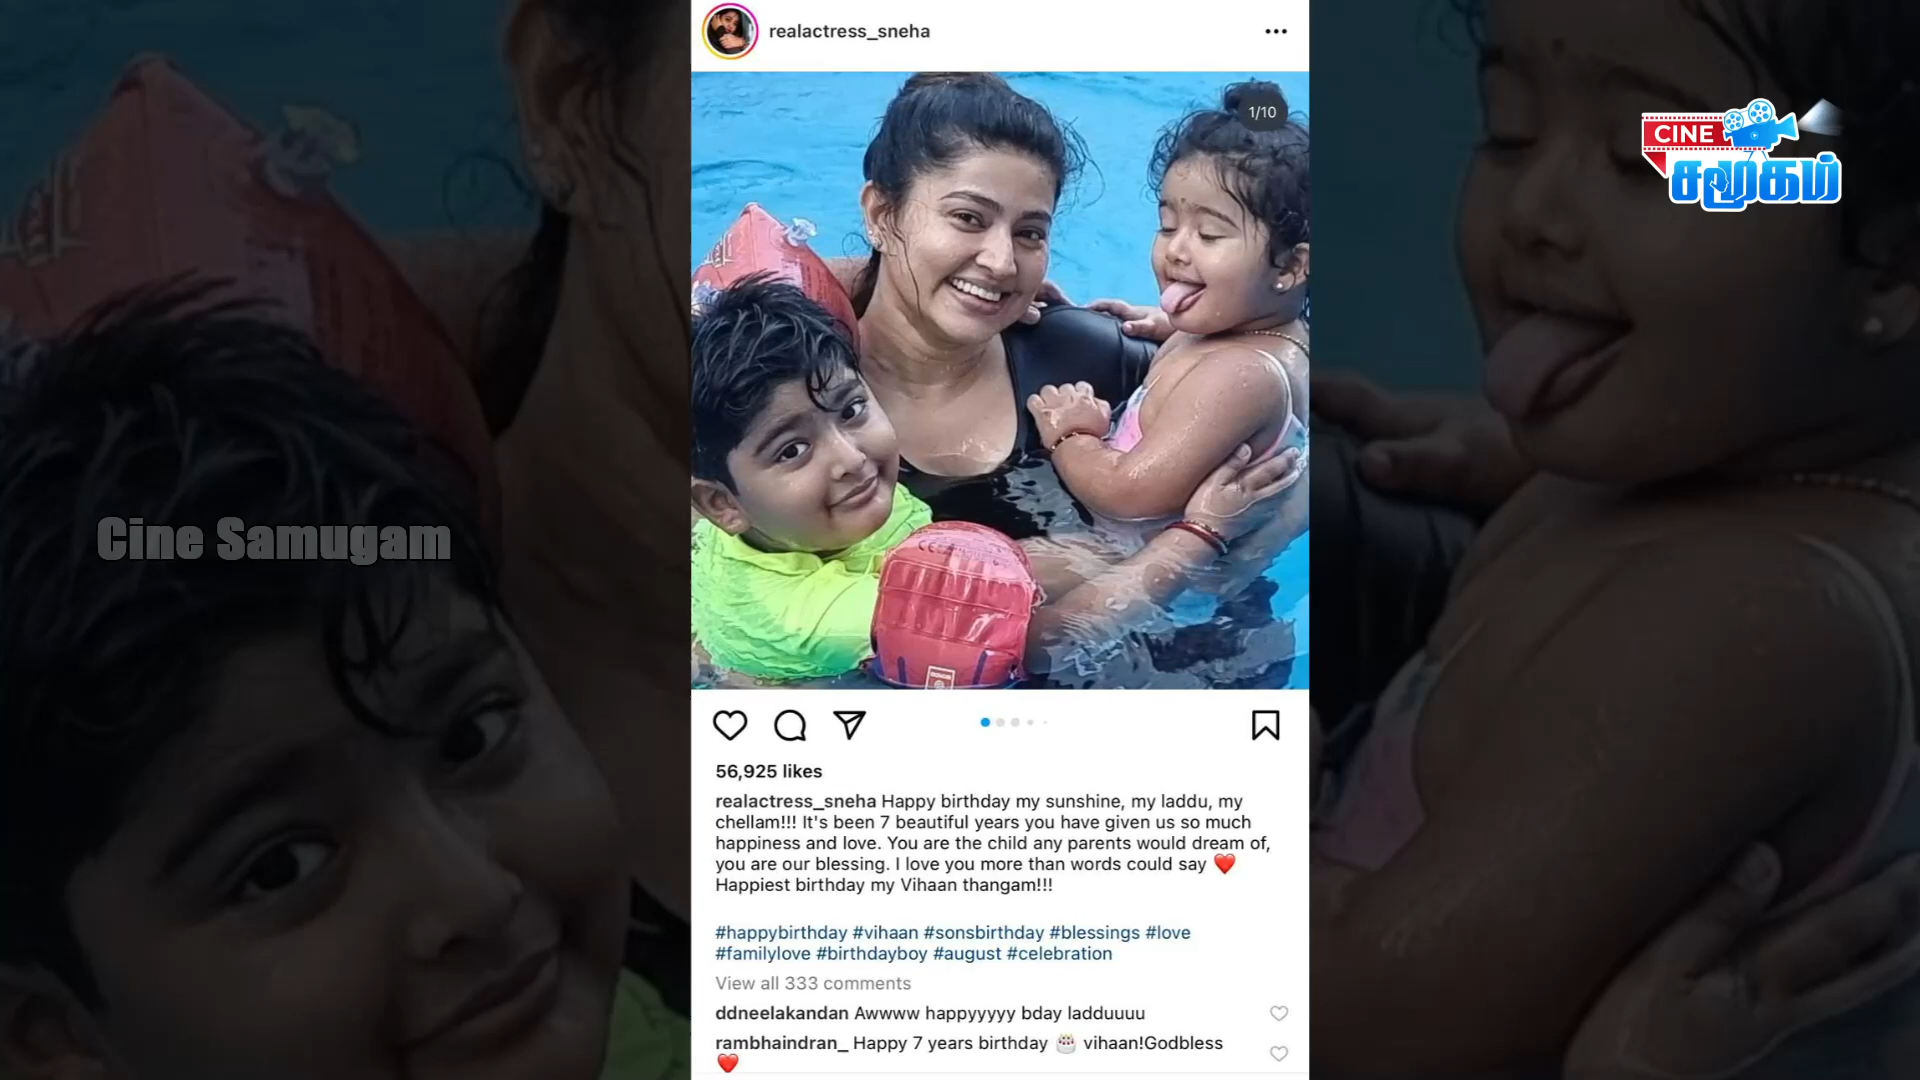 realactress_sneha
1/10
CINE
சமூகம்
Cine Samugam
56,925 likes
realactress_sneha Happy birthday my sunshine, my laddu, my
chellam!!! It's been 7 beautiful years you have given us so much
happiness and love. You are the child any parents would dream of,
you are our blessing. I love you more than words could say ❤️
Happiest birthday my Vihaan thangam!!!
#happybirthday #vihaan #sonsbirthday #blessings #love
#familylove #birthdayboy #august #celebration
View all 333 comments
ddneelakandan Awwww happyyyyy bday ladduuuu
rambhaindran_ Happy 7 years birthday 🎂 vihaan!Godbless
❤️